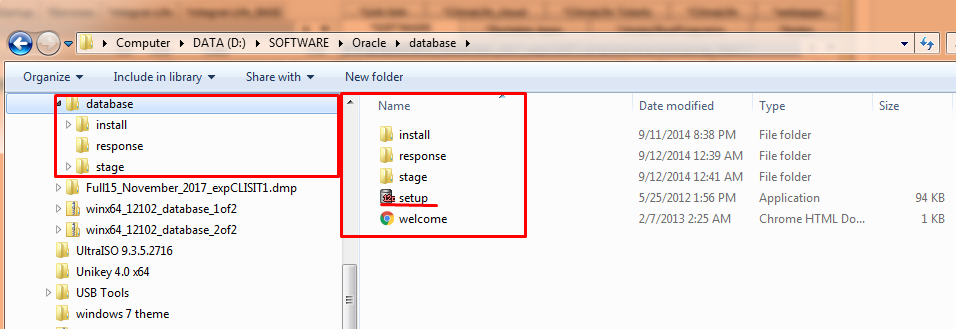 Computer ▸ DATA (D:) ▸ SOFTWARE ▸ Oracle ▸ database ▸
Organize Include in library Share with New folder
database
install
response
stage
Full15_November_2017_expCLISIT1.dmp
winx64_12102_database_1of2
winx64_12102_database_2of2
UltraISO 9.3.5.2716
Unikey 4.0 x64
USB Tools
windows 7 theme
Name Date modified Type Size
install 9/11/2014 8:38 PM File folder
response 9/12/2014 12:39 AM File folder
stage 9/12/2014 12:41 AM File folder
setup 5/25/2012 1:56 PM Application 94 KB
welcome 2/7/2013 2:25 AM Chrome HTML Do... 1 KB